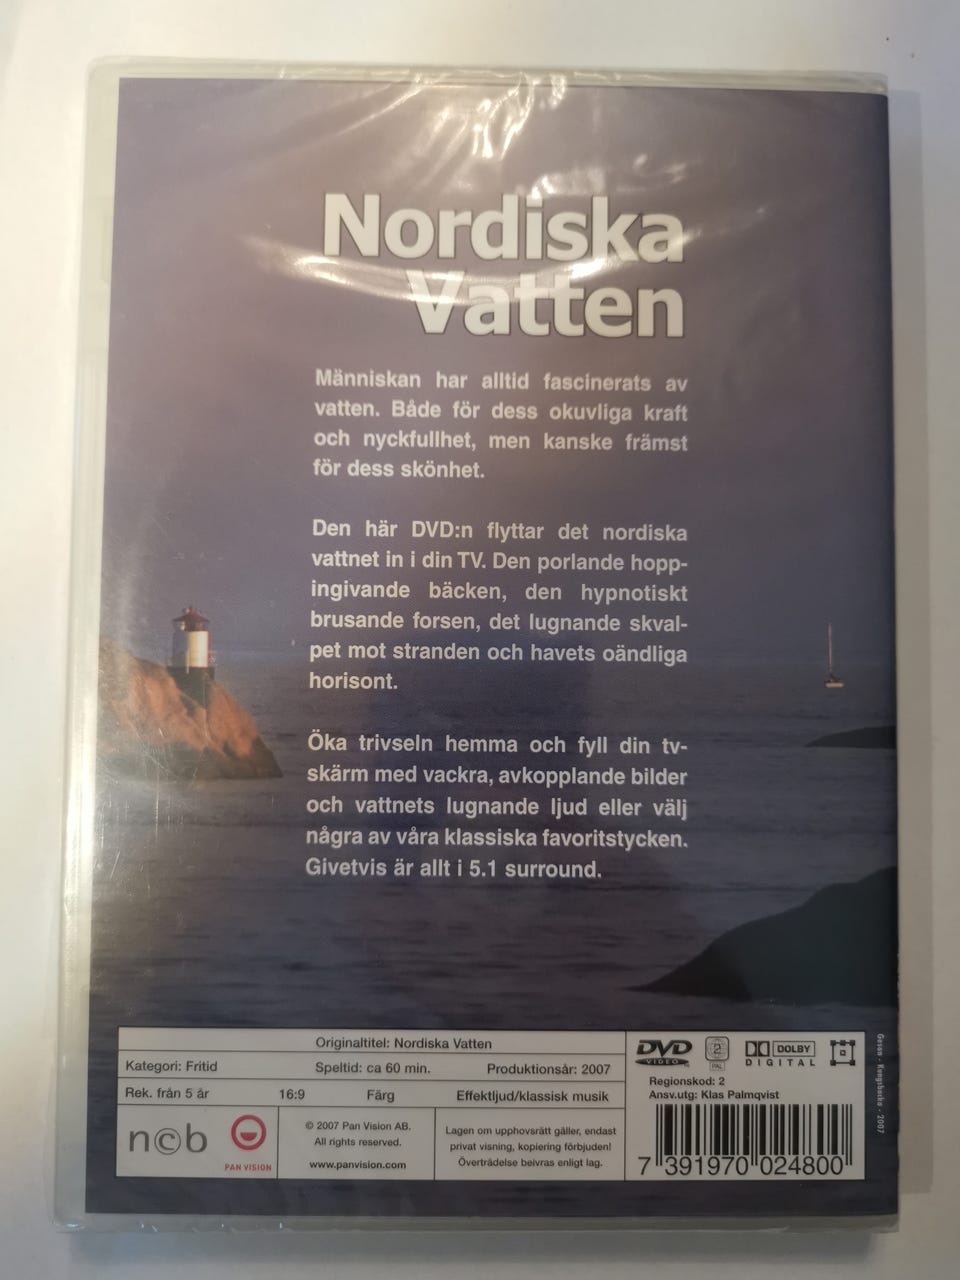 Nordiska
Vatten
Människan har alltid fascinerats av
vatten. Både för dess okuvliga kraft
och nyckfullhet, men kanske främst
för dess skönhet.
Den här DVD:n flyttar det nordiska
vattnet in i din TV. Den porlande hopp-
ingivande bäcken, den hypnotiskt
brusande forsen, det lugnande skval-
pet mot stranden och havets oändliga
horisont.
Öka trivseln hemma och fyll din tv-
skärm med vackra, avkopplande bilder
och vattnets lugnande ljud eller välj
några av våra klassiska favoritstycken.
Givetvis är allt i 5.1 surround.
Originaltitel: Nordiska Vatten
Kategori: Fritid Speltid: ca 60 min. Produktionsår: 2007
Rek. från 5 år 16:9 Färg Effektljud/klassisk musik
ncb
PAN VISION
© 2007 Pan Vision AB.
All rights reserved.
www.panvision.com
Lagen om upphovsrätt gäller, endast
privat visning, kopiering förbjuden!
Överträdelse beivras enligt lag.
DVD
VIDEO
2
PAL
DOLBY
DIGITAL
Regionskod: 2
Ansv.utg: Klas Palmqvist
7 391970 024800
Guson - Kungsbacka - 2007